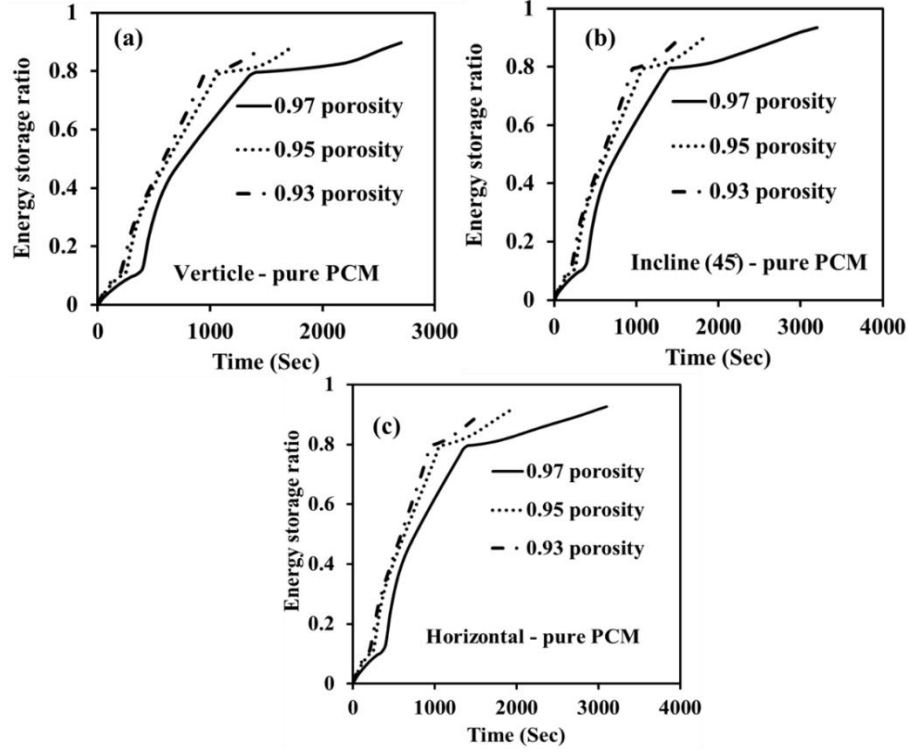 (a)
Energy storage ratio
1
0.8
0.6
0.4
0.2
0
0.97 porosity
0.95 porosity
0.93 porosity
Verticle - pure PCM
0
1000
2000
3000
Time (Sec)
(b)
Energy storage ratio
1
0.8
0.6
0.4
0.2
0
0.97 porosity
0.95 porosity
0.93 porosity
Incline (45°) - pure PCM
0
1000
2000
3000
4000
Time (Sec)
(c)
Energy storage ratio
1
0.8
0.6
0.4
0.2
0
0.97 porosity
0.95 porosity
0.93 porosity
Horizontal - pure PCM
0
1000
2000
3000
4000
Time (Sec)